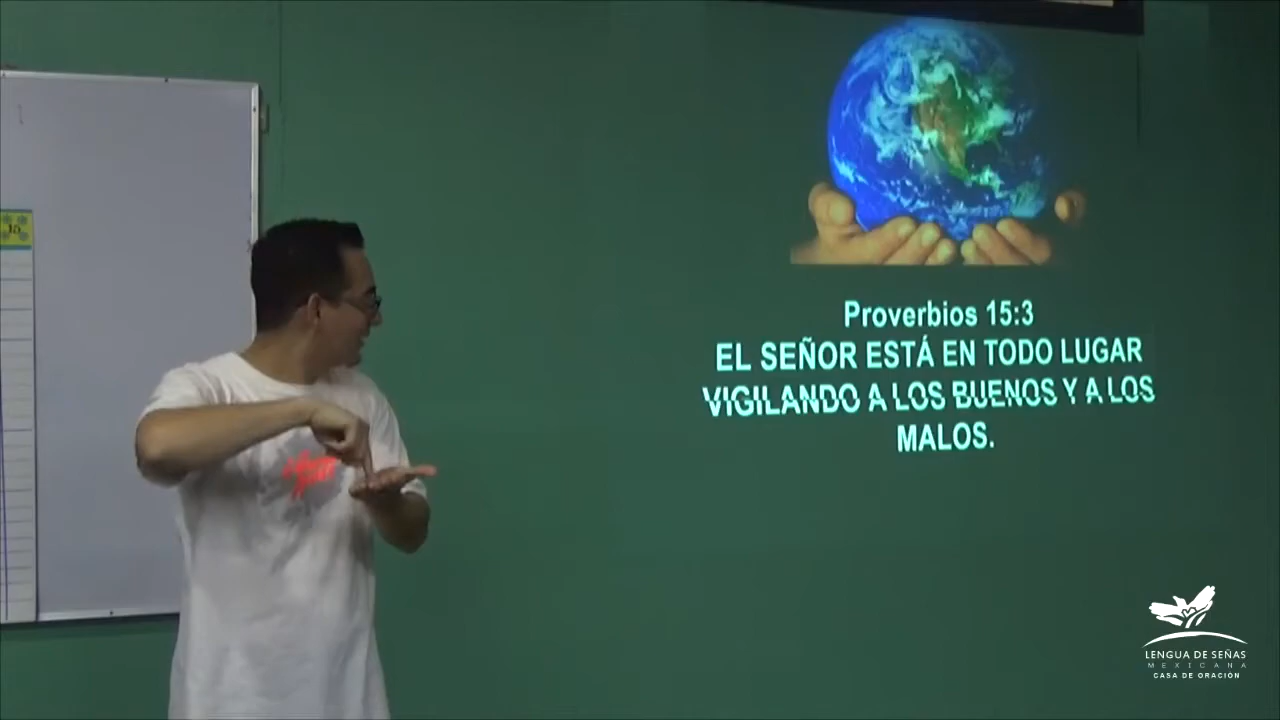 Proverbios 15:3
EL SEÑOR ESTÁ EN TODO LUGAR
VIGILANDO A LOS BUENOS Y A LOS
MALOS.
LENGUA DE SEÑAS
MEXICANA
CASA DE ORACIÓN